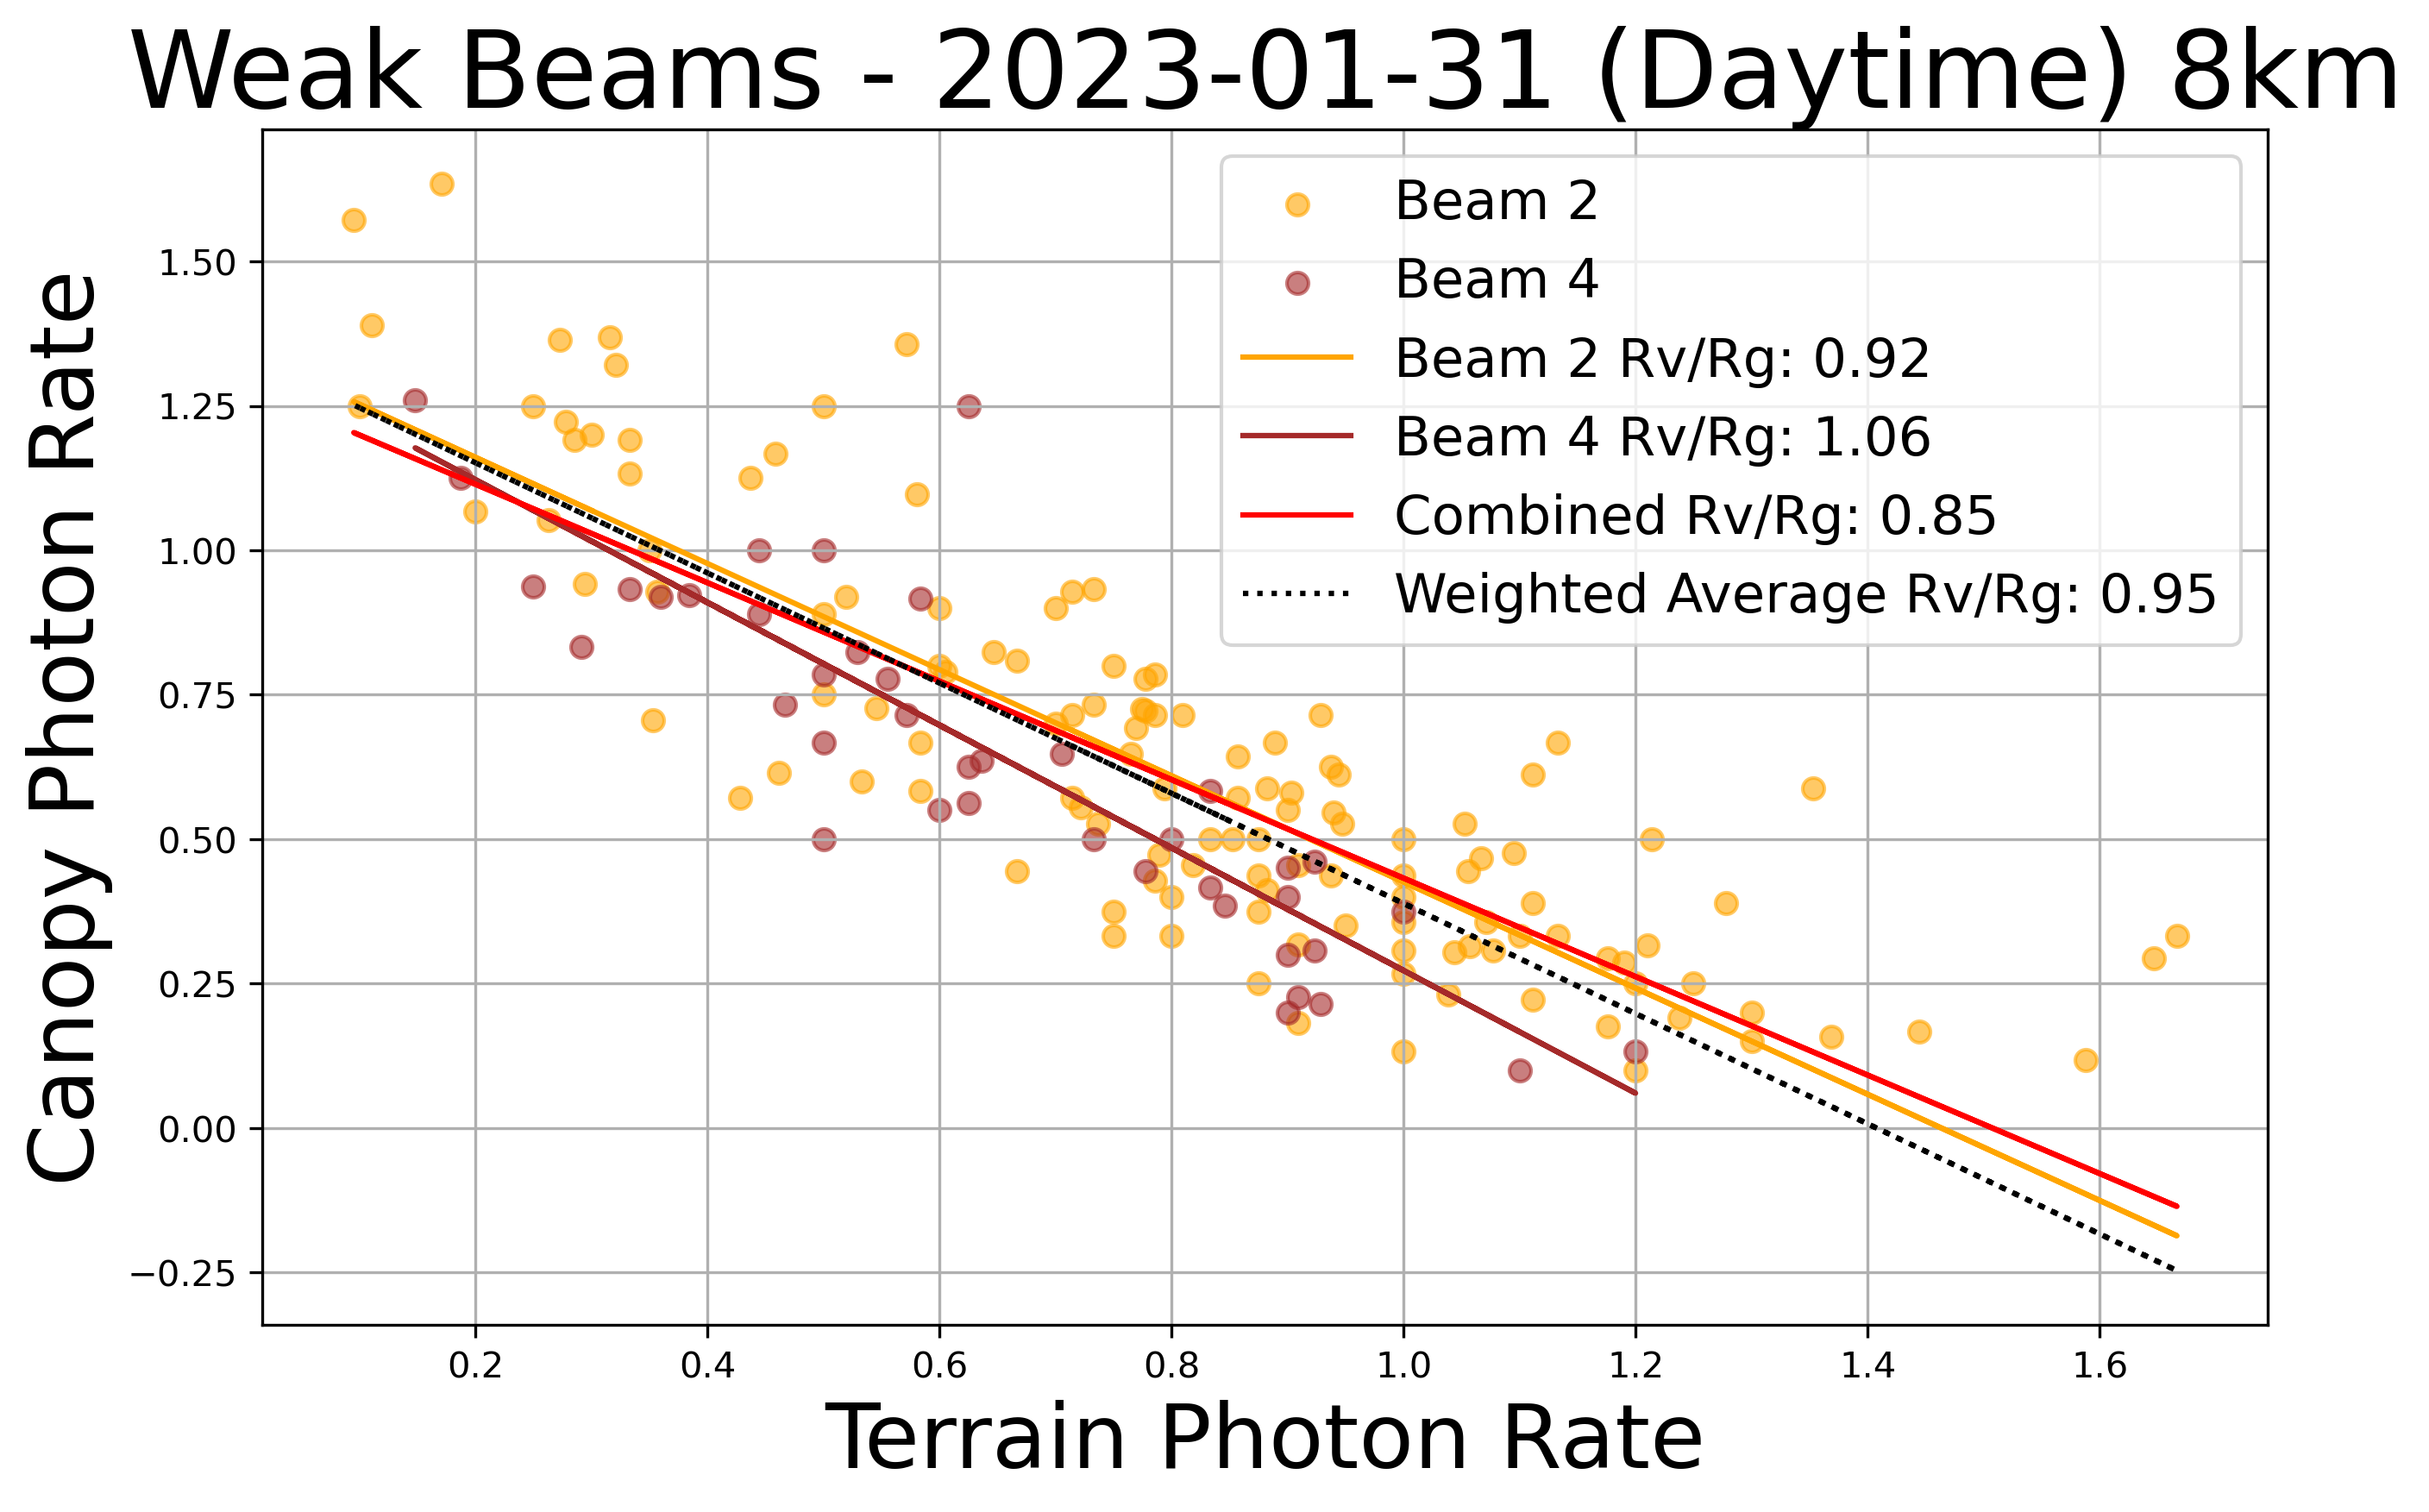 Weak Beams - 2023-01-31 (Daytime) 8km
Canopy Photon Rate
1.50
1.25
1.00
0.75
0.50
0.25
0.00
−0.25
Beam 2
Beam 4
Beam 2 Rv/Rg: 0.92
Beam 4 Rv/Rg: 1.06
Combined Rv/Rg: 0.85
Weighted Average Rv/Rg: 0.95
0.2 0.4 0.6 0.8 1.0 1.2 1.4 1.6
Terrain Photon Rate